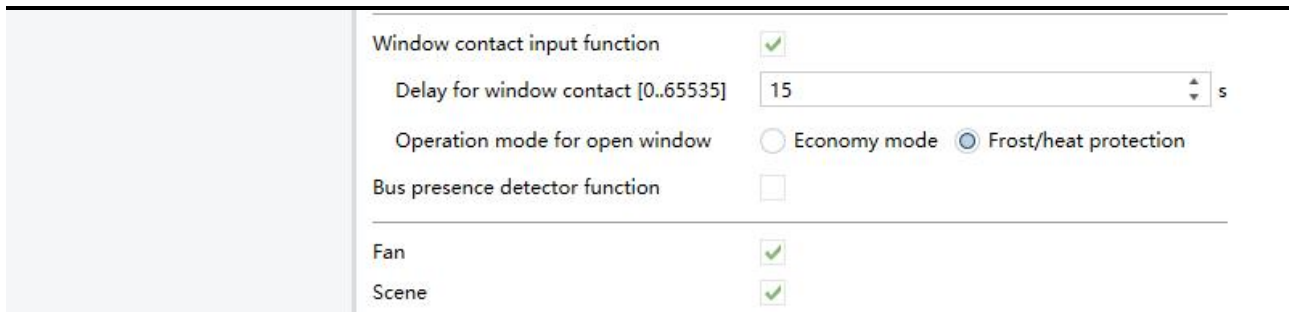 Window contact input function
Delay for window contact [0..65535] 15 s
Operation mode for open window Economy mode Frost/heat protection
Bus presence detector function
Fan
Scene